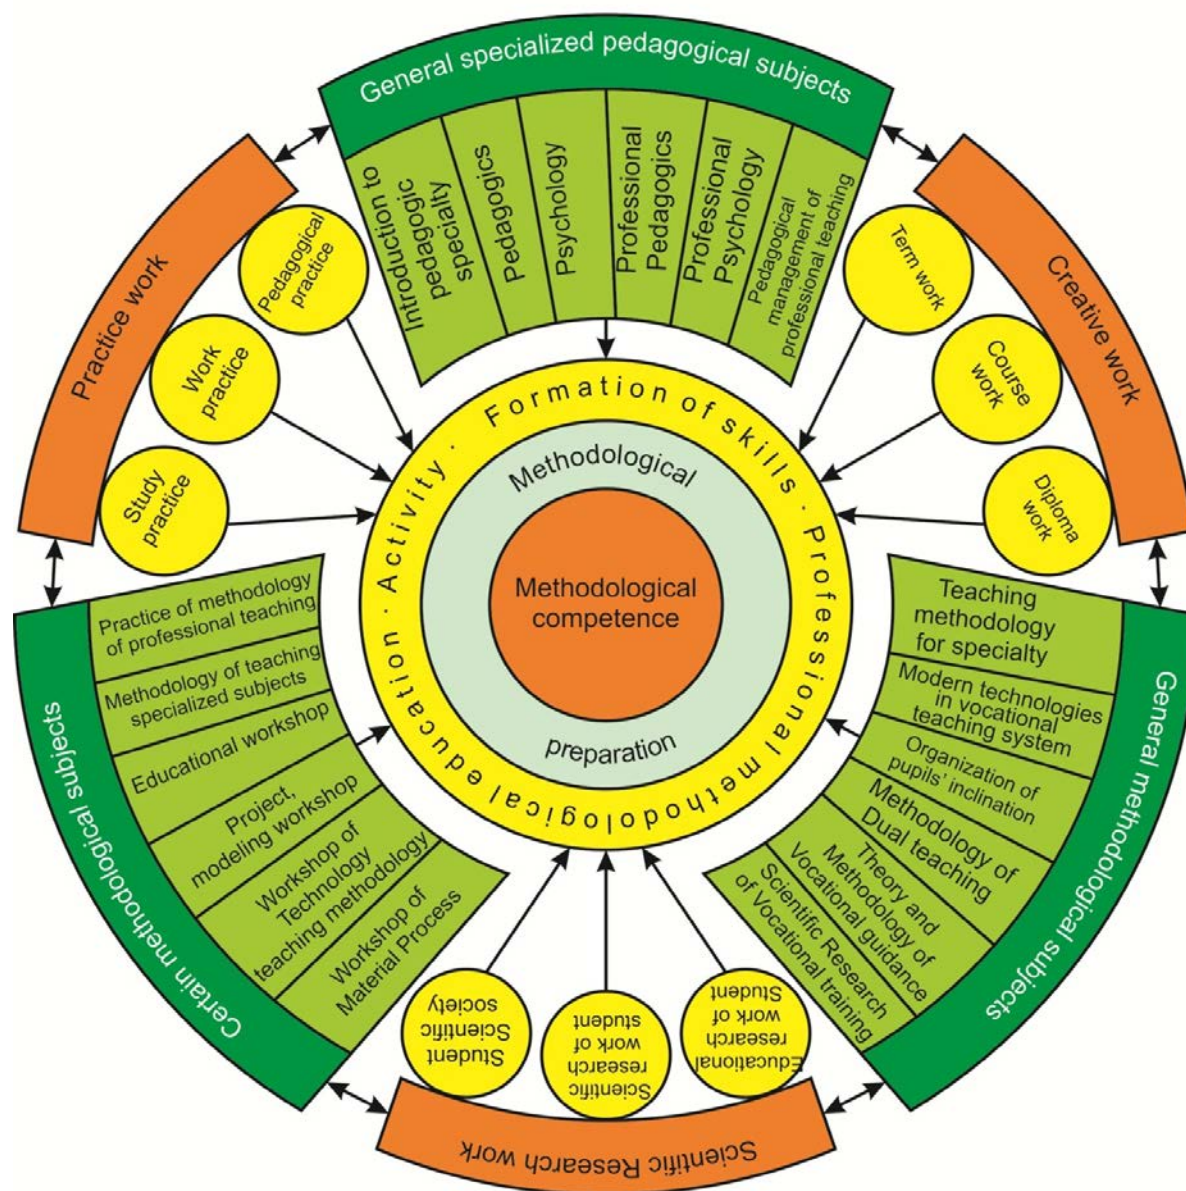 General specialized pedagogical subjects
Introduction to
pedagogic
specialty
Pedagogics
Psychology
Professional
Pedagogics
Professional
Psychology
Pedagogical
management of
professional teaching
Practice work
Pedagogical
practice
Work
practice
Study
practice
Creative work
Term work
Course
work
Diploma
work
Activity · Formation of skills · Professional methodological education ·
Methodological
preparation
Methodological
competence
Certain methodological subjects
Practice of methodology
of professional teaching
Methodology of teaching
specialized subjects
Educational workshop
Project,
modeling workshop
Workshop of
Technology
teaching methodology
Workshop of
Material Process
General methodological subjects
Teaching
methodology
for specialty
Modern technologies
in vocational
teaching system
Organization of
pupils' inclination
Methodology of
Dual teaching
Theory and
Methodology of
Vocational guidance
Scientific Research
of Vocational training
Scientific Research work
Student
Scientific
society
Scientific
research
work of
student
Educational
research
work of
Student